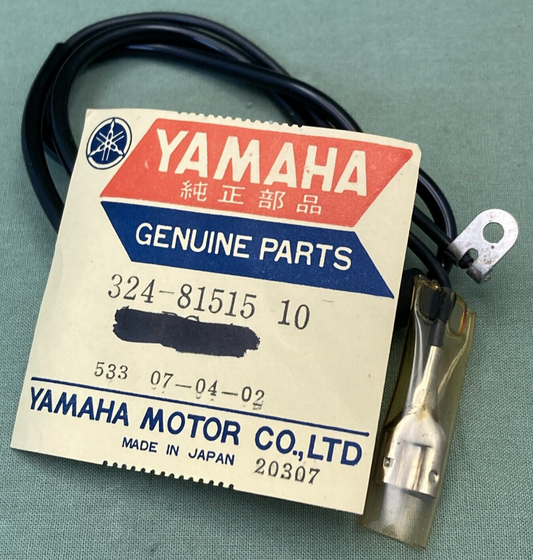 YAMAHA
純正部品
GENUINE PARTS
324-81515 10
533 07-04-02
YAMAHA MOTOR CO.,LTD
MADE IN JAPAN 20307